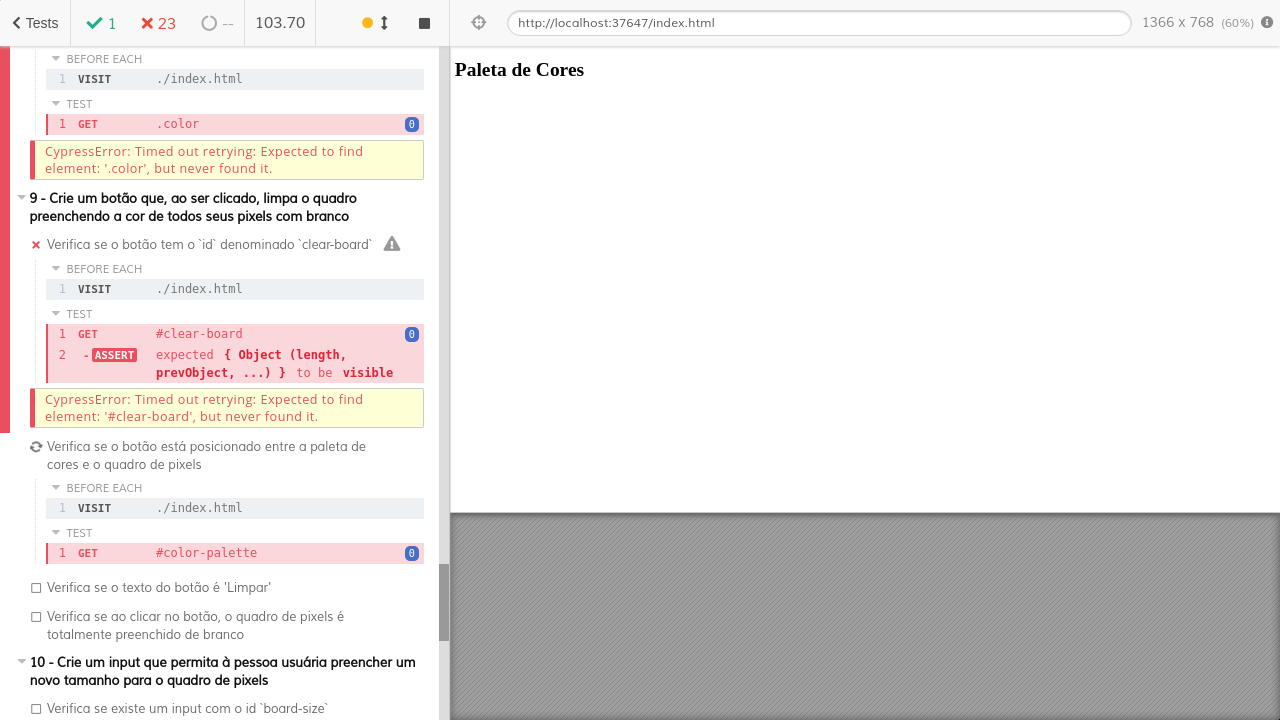 Tests
1
23
--
103.70
http://localhost:37647/index.html
1366 x 768 (60%)
BEFORE EACH
1 VISIT ./index.html
TEST
1 GET .color 0
CypressError: Timed out retrying: Expected to find
element: '.color', but never found it.
9 - Crie um botão que, ao ser clicado, limpa o quadro
preenchendo a cor de todos seus pixels com branco
Verifica se o botão tem o `id` denominado `clear-board`
BEFORE EACH
1 VISIT ./index.html
TEST
1 GET #clear-board 0
2 -ASSERT expected { Object (length,
prevObject, ...) } to be visible
CypressError: Timed out retrying: Expected to find
element: '#clear-board', but never found it.
Verifica se o botão está posicionado entre a paleta de
cores e o quadro de pixels
BEFORE EACH
1 VISIT ./index.html
TEST
1 GET #color-palette 0
Verifica se o texto do botão é 'Limpar'
Verifica se ao clicar no botão, o quadro de pixels é
totalmente preenchido de branco
10 - Crie um input que permita à pessoa usuária preencher um
novo tamanho para o quadro de pixels
Verifica se existe um input com o id `board-size`
Paleta de Cores